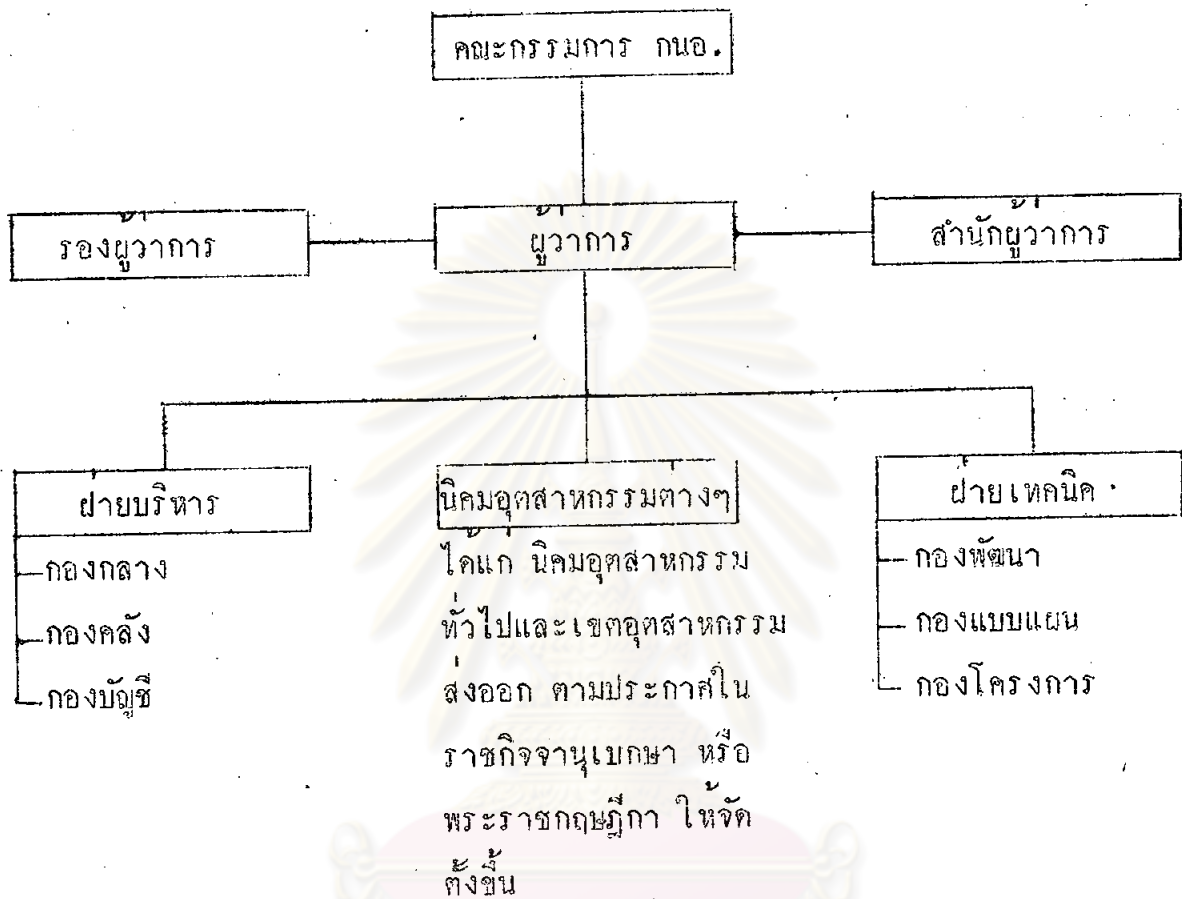 คณะกรรมการ กนอ.
รองผู้ว่าการ
ผู้ว่าการ
สำนักผู้ว่าการ
ฝ่ายบริหาร
กองกลาง
กองคลัง
กองบัญชี
นิคมอุตสาหกรรมต่างๆ
ได้แก่ นิคมอุตสาหกรรม
ทั่วไปและเขตอุตสาหกรรม
ส่งออก ตามประกาศใน
ราชกิจจานุเบกษา หรือ
พระราชกฤษฎีกา ให้จัด
ตั้งขึ้น
ฝ่ายเทคนิค
กองพัฒนา
กองแบบแผน
กองโครงการ